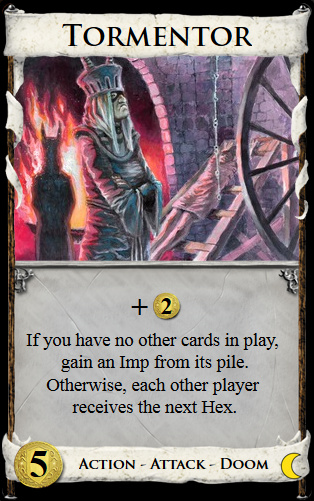 TORMENTOR
+ 2
If you have no other cards in play,
gain an Imp from its pile.
Otherwise, each other player
receives the next Hex.
5 ACTION - ATTACK - DOOM